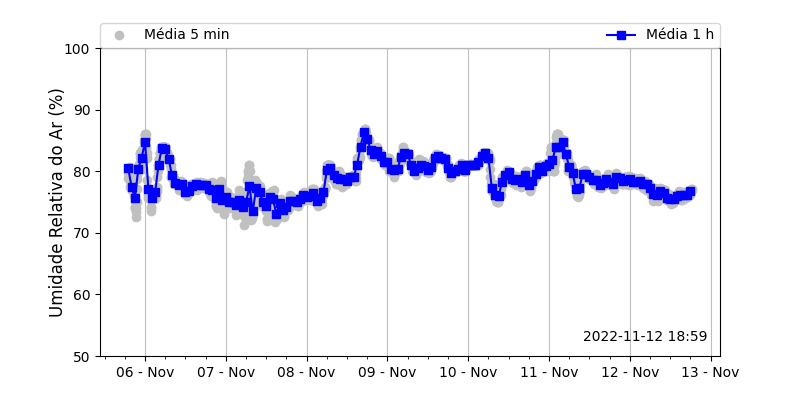 Média 5 min Média 1 h
Umidade Relativa do Ar (%)
100
90
80
70
60
50
2022-11-12 18:59
06 - Nov 07 - Nov 08 - Nov 09 - Nov 10 - Nov 11 - Nov 12 - Nov 13 - Nov